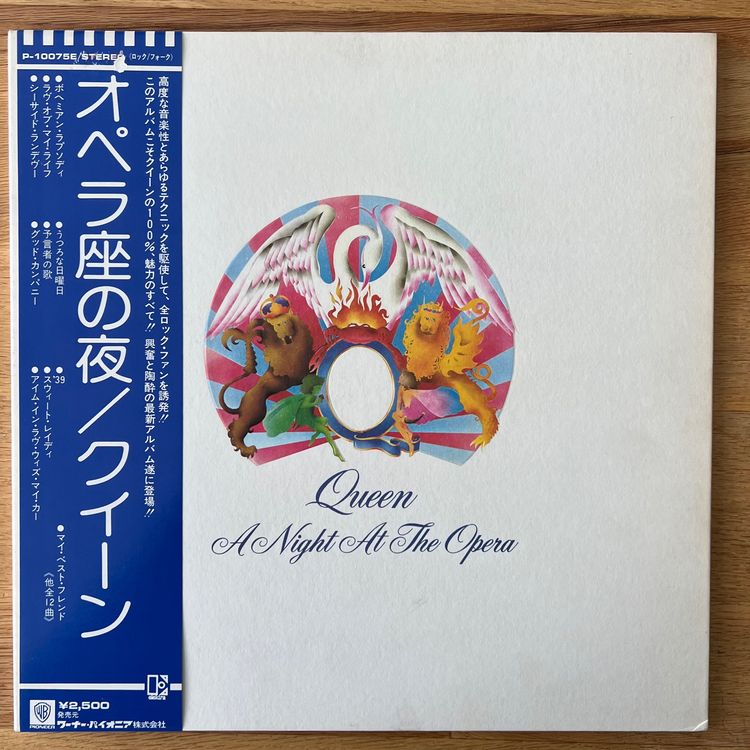 P-10075E/STEREO (ロック/フォーク)
高度な音楽性とあらゆるテクニックを駆使して、全ロック・ファンを誘発!!
このアルバムこそクイーンの100%、魅力のすべて!! 興奮と陶酔の最新アルバム遂に登場!!
オペラ座の夜/クイーン
●ボヘミアン・ラプソディ
●ラヴ・オブ・マイ・ライフ
●シーサイド・ランデヴー
●うつろな日曜日
●予言者の歌
●グッド・カンパニー
●'39
●スウィート・レイディ
●アイム・イン・ラヴ・ウィズ・マイ・カー
●マイ・ベスト・フレンド
《他全12曲》
Queen
A Night At The Opera
WB
PIONEER
¥2,500
発売元
ワーナー・パイオニア株式会社
elektra